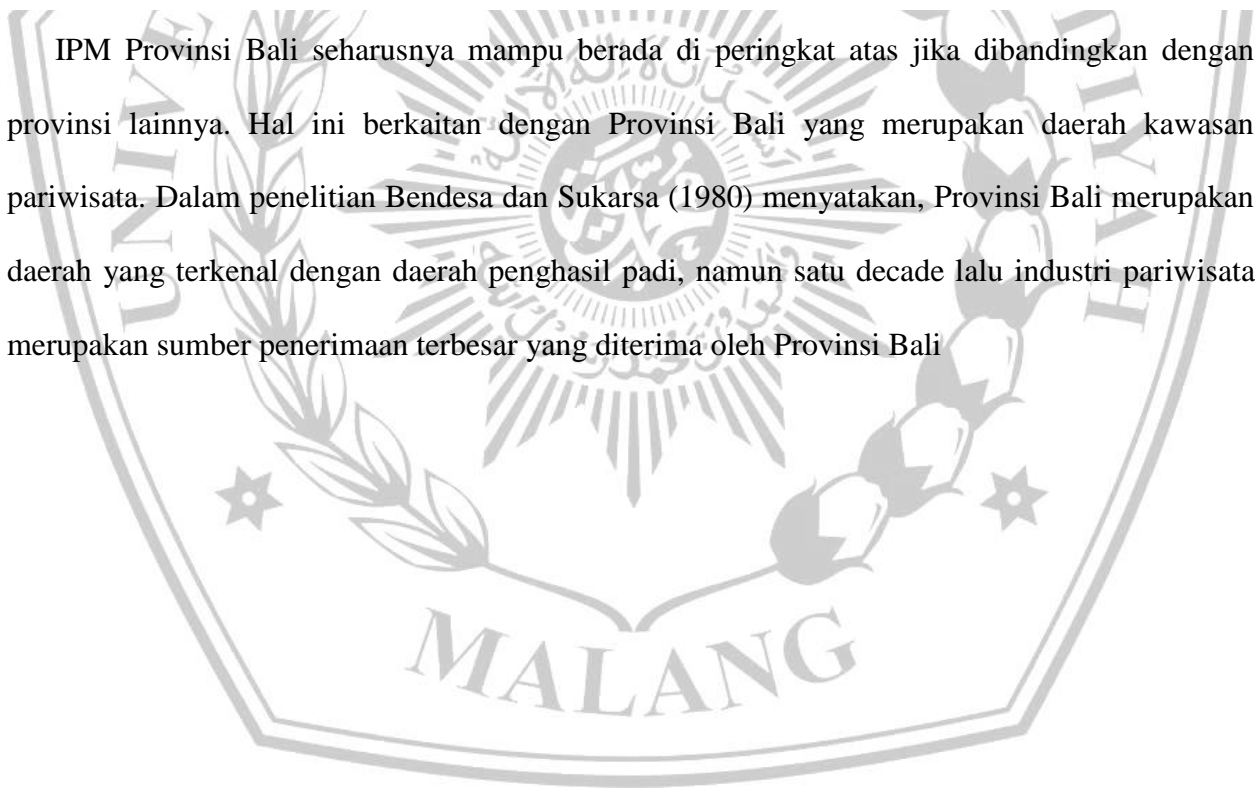 IPM Provinsi Bali seharusnya mampu berada di peringkat atas jika dibandingkan dengan
provinsi lainnya. Hal ini berkaitan dengan Provinsi Bali yang merupakan daerah kawasan
pariwisata. Dalam penelitian Bendesa dan Sukarsa (1980) menyatakan, Provinsi Bali merupakan
daerah yang terkenal dengan daerah penghasil padi, namun satu decade lalu industri pariwisata
merupakan sumber penerimaan terbesar yang diterima oleh Provinsi Bali
MALANG